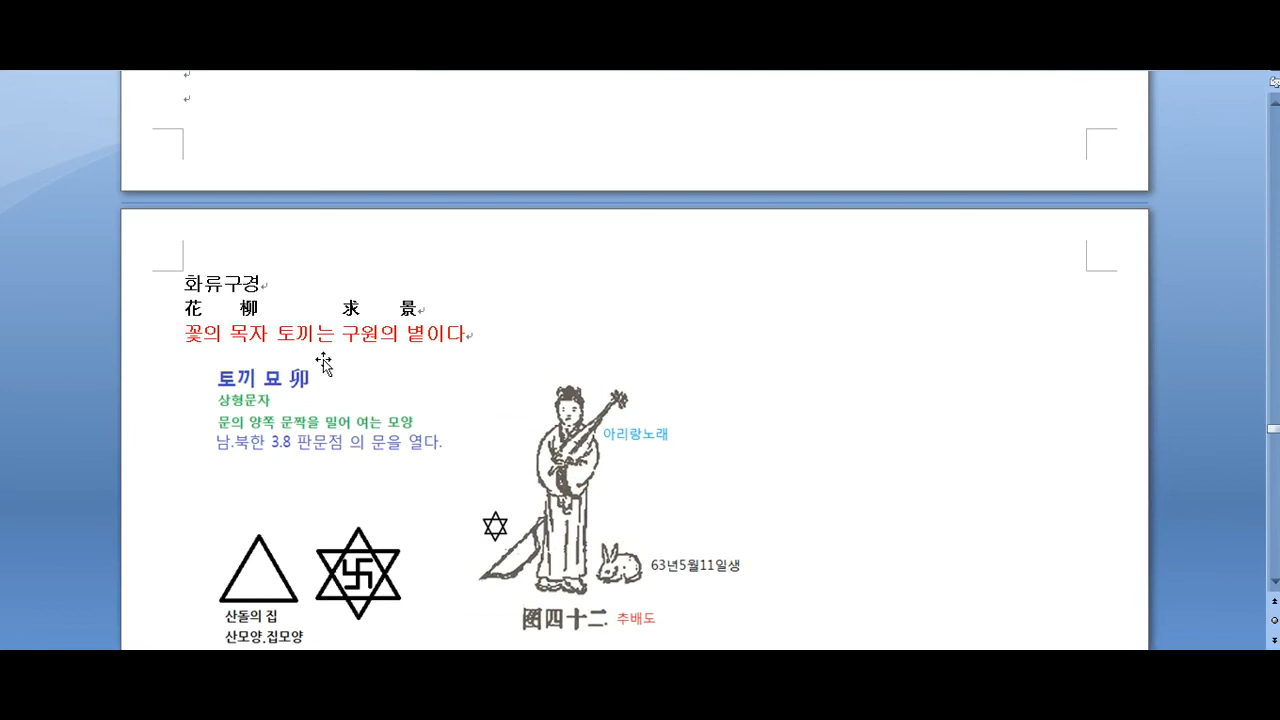 화류구경
花 柳 求 景
꽃의 목자 토끼는 구원의 별이다
토끼 묘 卯
상형문자
문의 양쪽 문짝을 밀어 여는 모양
남.북한 3.8 판문점 의 문을 열다.
아리랑노래
63년5월11일생
圖四十二 추배도
산돌의 집
산모양.집모양